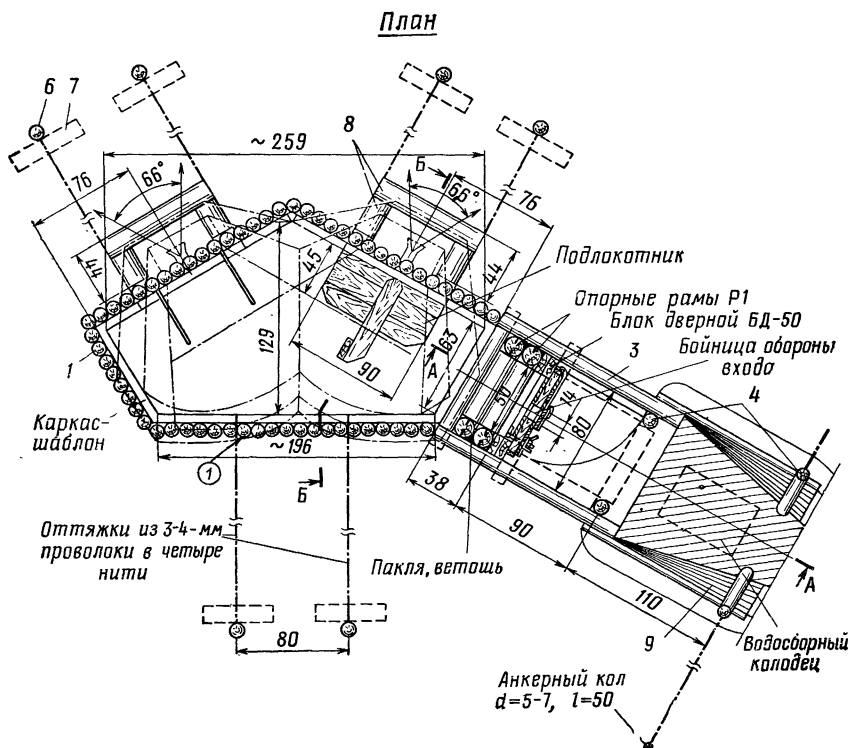 План
6
7
8
~259
76
66°
Б
66°
76
44
45
44
Подлокотник
Опорные рамы Р1
Блок дверной БД-50
Бойница обороны
входа
3
4
129
А
63
90
50
14
80
1
Каркас-
шаблон
1
~196
Б
38
90
110
А
Оттяжки из 3-4-мм
проволоки в четыре
нити
Пакля, ветошь
80
9
Водосборный
колодец
Анкерный кол
d=5-7, l=50